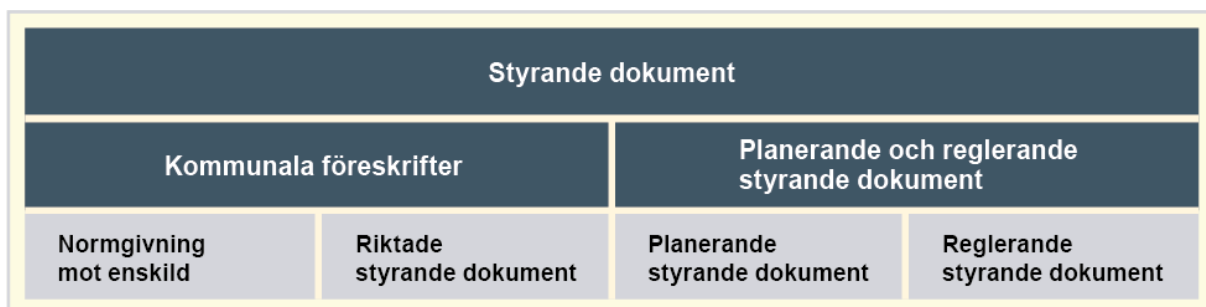 Styrande dokument
Kommunala föreskrifter
Planerande och reglerande
styrande dokument
Normgivning
mot enskild
Riktade
styrande dokument
Planerande
styrande dokument
Reglerande
styrande dokument